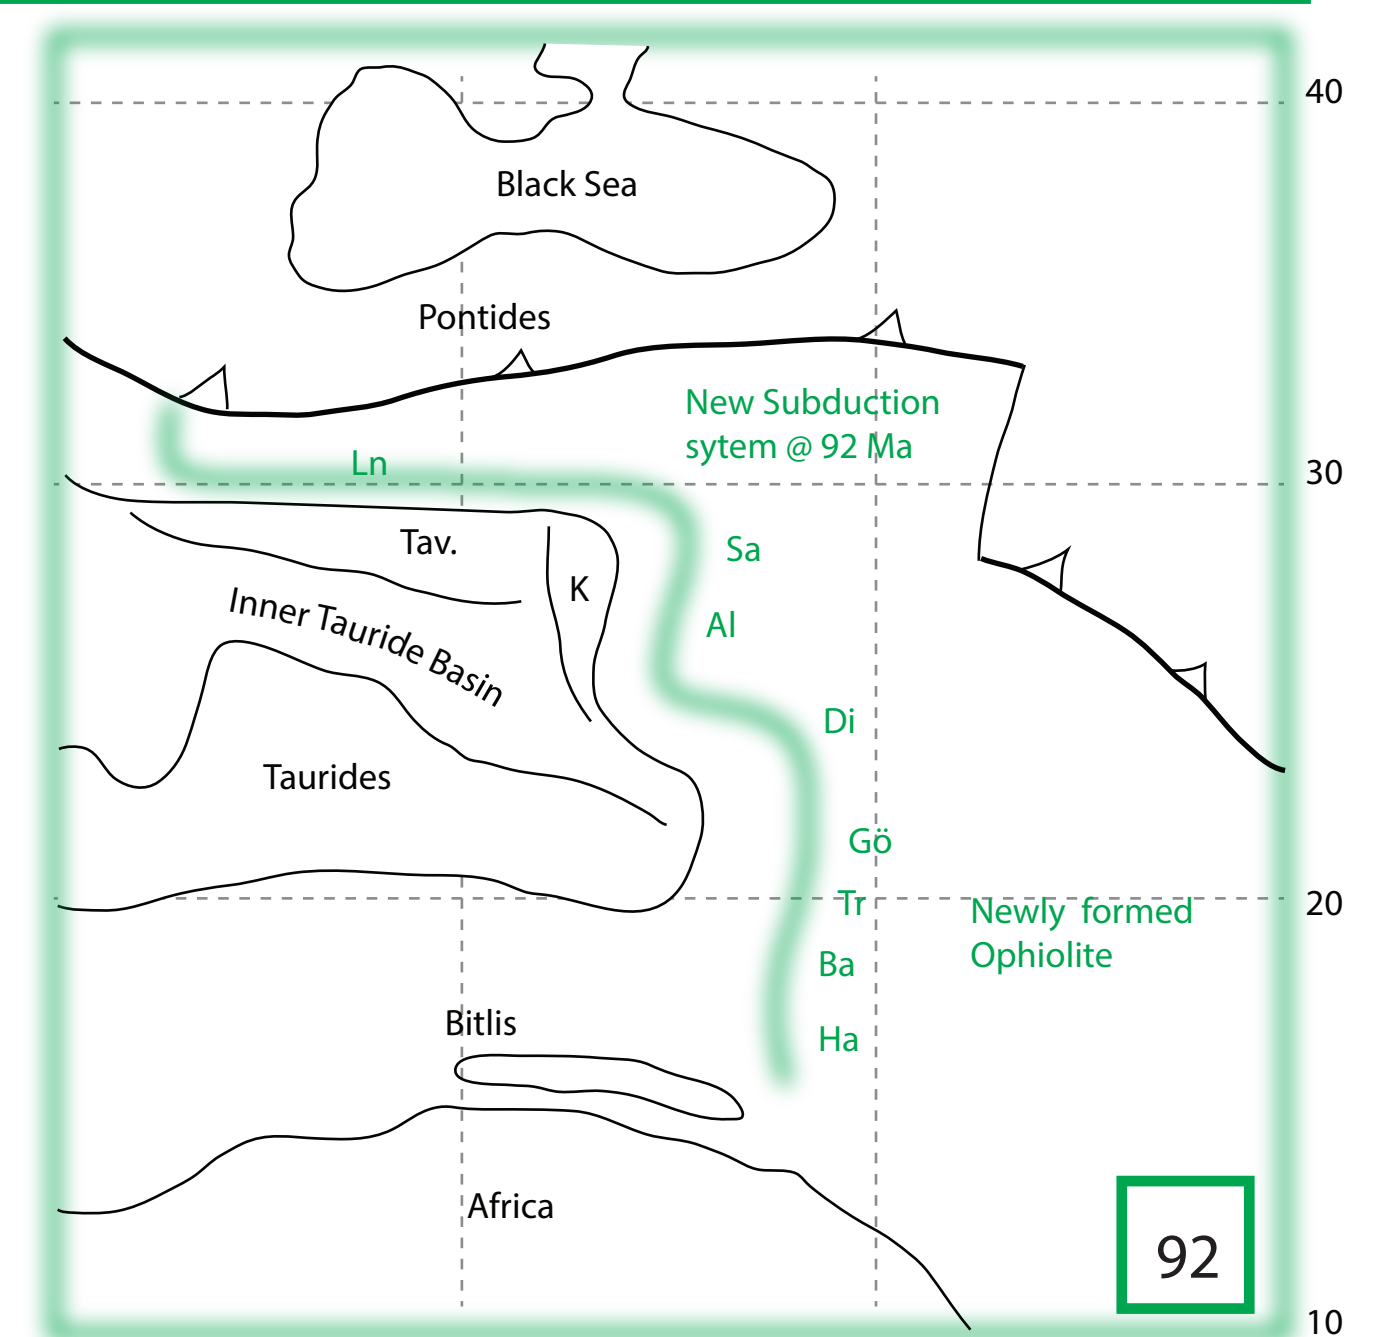 40
Black Sea
Pontides
New Subduction
sytem @ 92 Ma
Ln
30
Tav.
Sa
K
Al
Inner Tauride Basin
Di
Taurides
Gö
Tr
20
Newly formed
Ophiolite
Ba
Bitlis
Ha
Africa
92
10